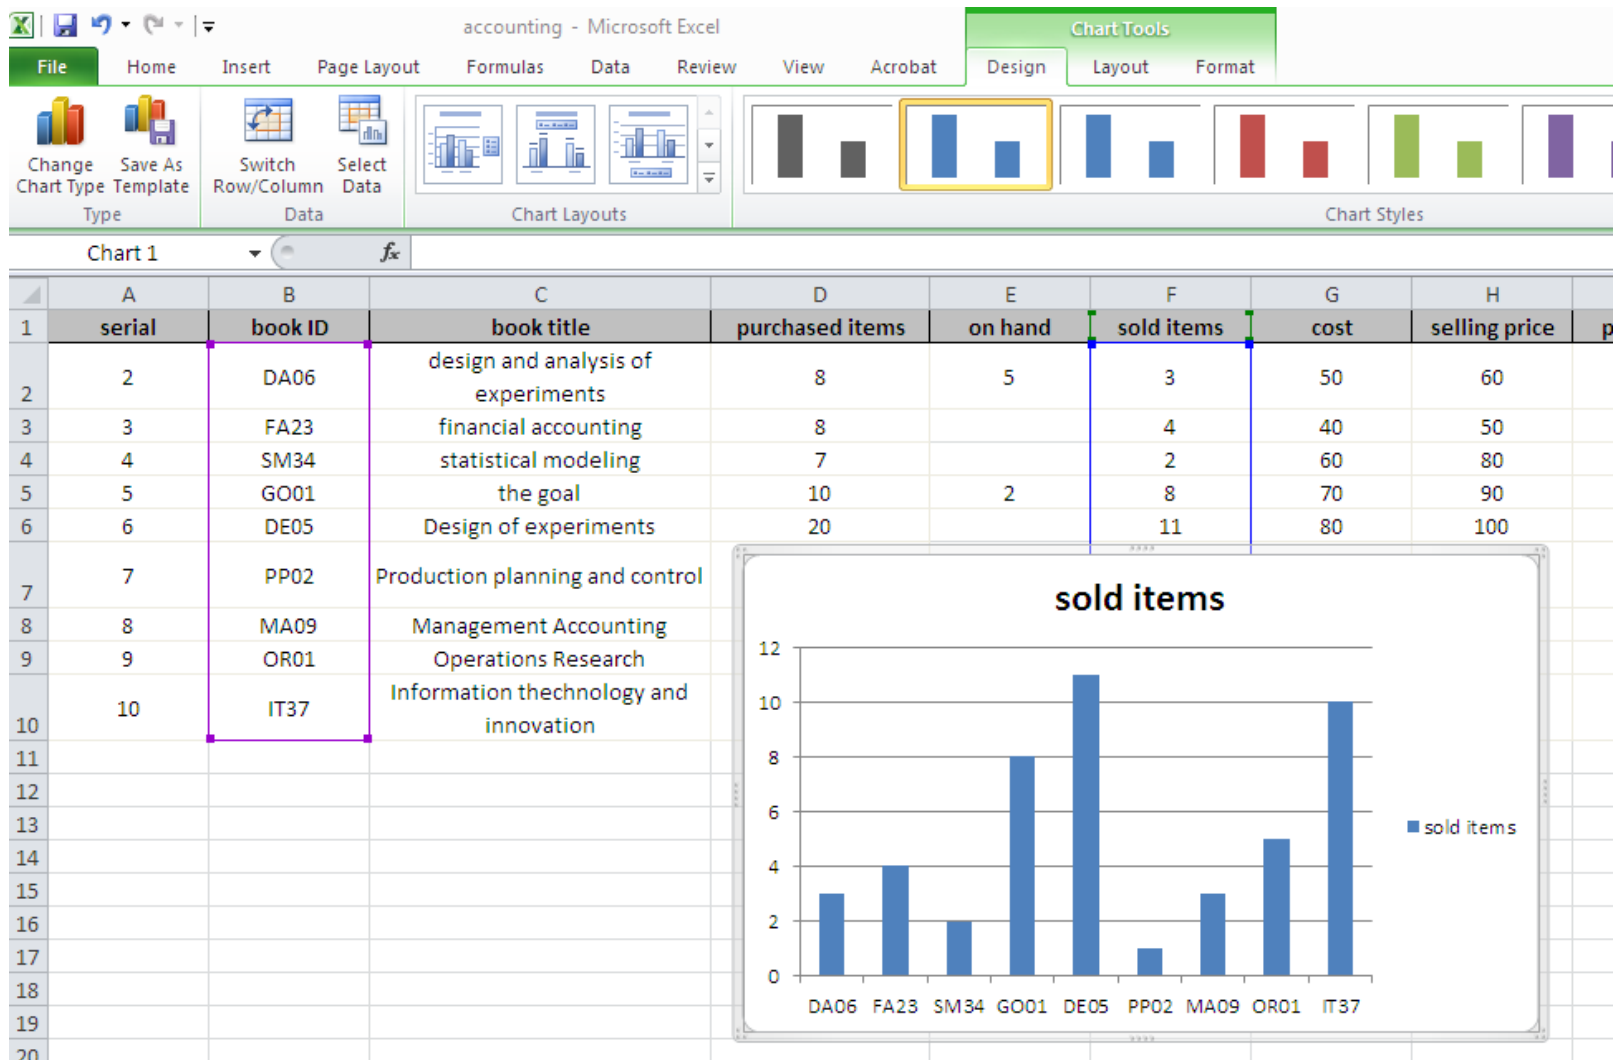 accounting - Microsoft Excel
Chart Tools
File Home Insert Page Layout Formulas Data Review View Acrobat Design Layout Format
Change Chart Type
Save As Template
Switch Row/Column
Select Data
Type Data Chart Layouts Chart Styles
Chart 1 fx
A B C D E F G H
1 serial book ID book title purchased items on hand sold items cost selling price p
2 2 DA06 design and analysis of experiments 8 5 3 50 60
3 3 FA23 financial accounting 8 4 40 50
4 4 SM34 statistical modeling 7 2 60 80
5 5 GO01 the goal 10 2 8 70 90
6 6 DE05 Design of experiments 20 11 80 100
7 7 PP02 Production planning and control
8 8 MA09 Management Accounting
9 9 OR01 Operations Research
10 10 IT37 Information thechnology and innovation
11
12
13
14
15
16
17
18
19
20
sold items
12
10
8
6
4
2
0
DA06 FA23 SM34 GO01 DE05 PP02 MA09 OR01 IT37
sold items